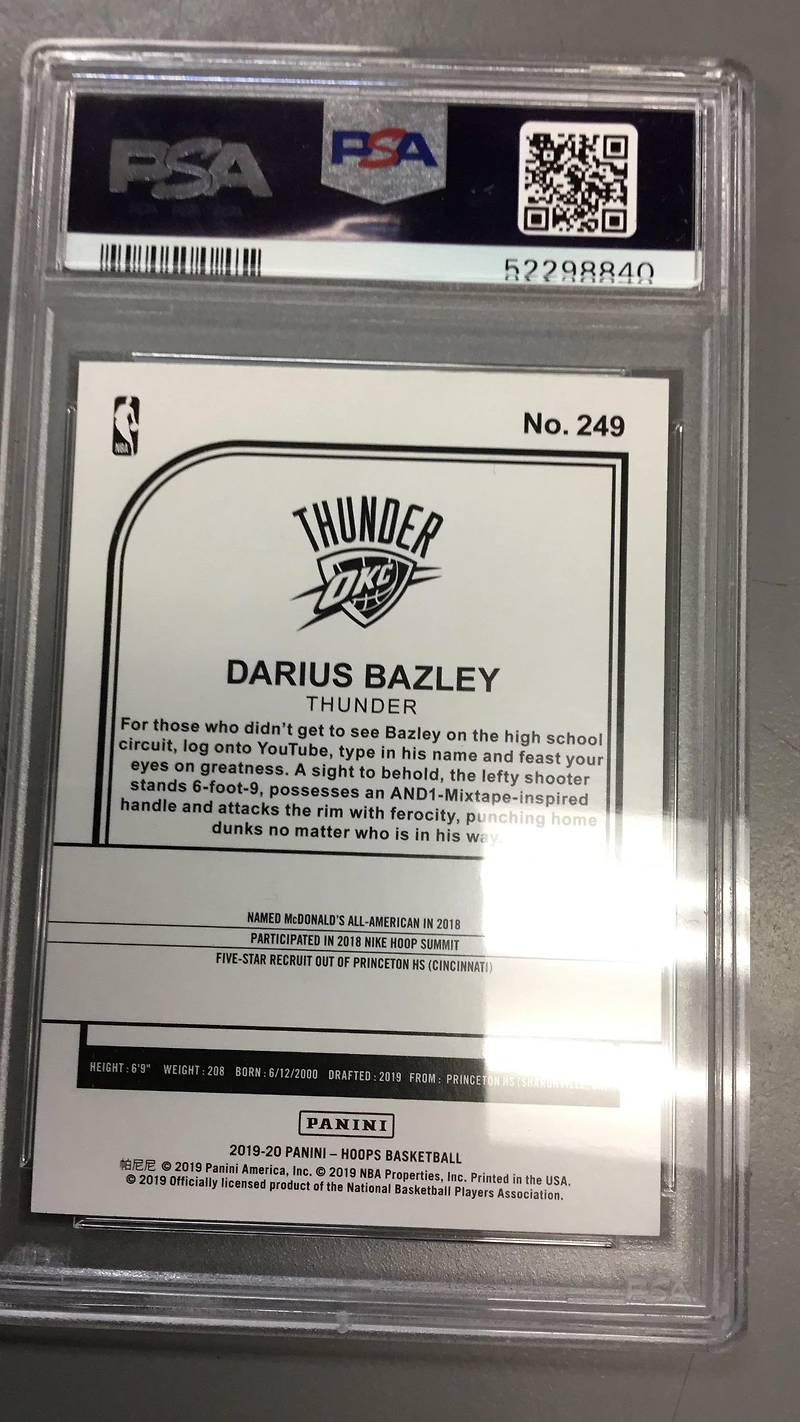 PSA
PSA
52298840
NBA
No. 249
THUNDER
OKC
DARIUS BAZLEY
THUNDER
For those who didn't get to see Bazley on the high school
circuit, log onto YouTube, type in his name and feast your
eyes on greatness. A sight to behold, the lefty shooter
stands 6-foot-9, possesses an AND1-Mixtape-inspired
handle and attacks the rim with ferocity, punching home
dunks no matter who is in his way.
NAMED McDONALD'S ALL-AMERICAN IN 2018
PARTICIPATED IN 2018 NIKE HOOP SUMMIT
FIVE-STAR RECRUIT OUT OF PRINCETON HS (CINCINNATI)
HEIGHT: 6'9" WEIGHT: 208 BORN: 6/12/2000 DRAFTED: 2019 FROM: PRINCETON HS (SHARONVILLE,
PANINI
2019-20 PANINI – HOOPS BASKETBALL
帕尼尼 © 2019 Panini America, Inc. © 2019 NBA Properties, Inc. Printed in the USA.
© 2019 Officially licensed product of the National Basketball Players Association.
PSA